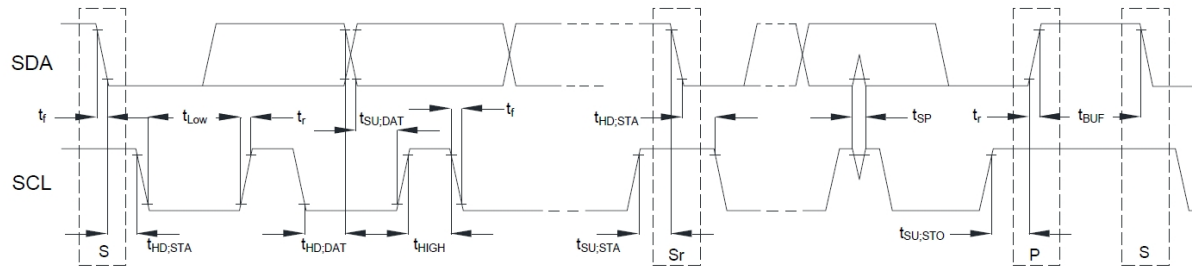 SDA
t_f t_Low t_r t_SU;DAT t_f t_HD;STA t_SP t_r t_BUF
SCL
t_HD;STA t_HD;DAT t_HIGH t_SU;STA t_SU;STO
S Sr P S